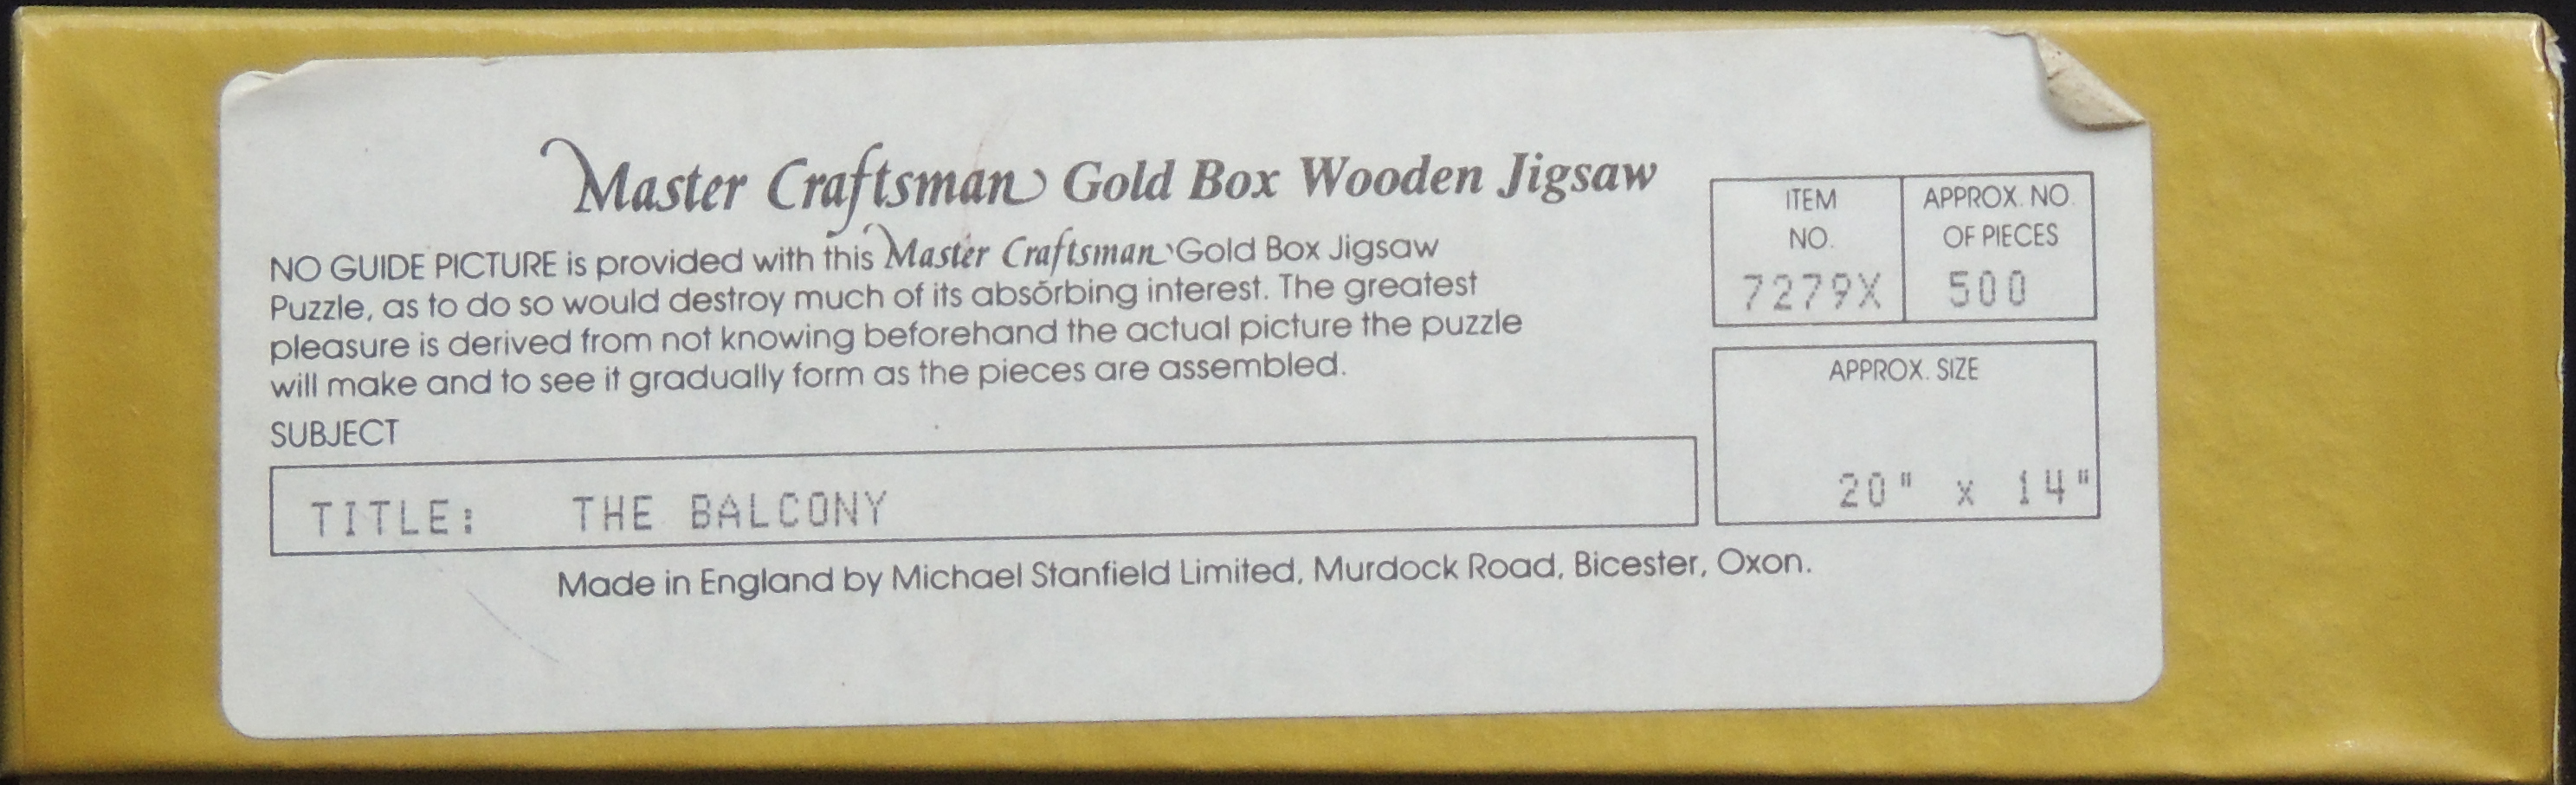 Master Craftsman Gold Box Wooden Jigsaw
NO GUIDE PICTURE is provided with this Master Craftsman Gold Box Jigsaw
Puzzle, as to do so would destroy much of its absorbing interest. The greatest
pleasure is derived from not knowing beforehand the actual picture the puzzle
will make and to see it gradually form as the pieces are assembled.
SUBJECT
TITLE: THE BALCONY
ITEM
NO.
7279X
APPROX. NO.
OF PIECES
500
APPROX. SIZE
20" x 14"
Made in England by Michael Stanfield Limited, Murdock Road, Bicester, Oxon.